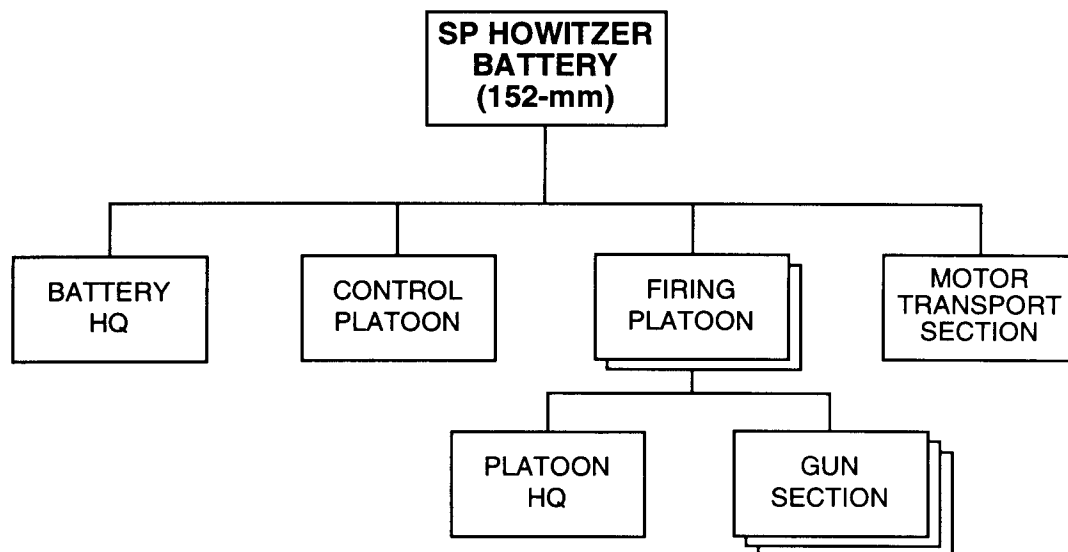 SP HOWITZER
BATTERY
(152-mm)
BATTERY
HQ
CONTROL
PLATOON
FIRING
PLATOON
MOTOR
TRANSPORT
SECTION
PLATOON
HQ
GUN
SECTION